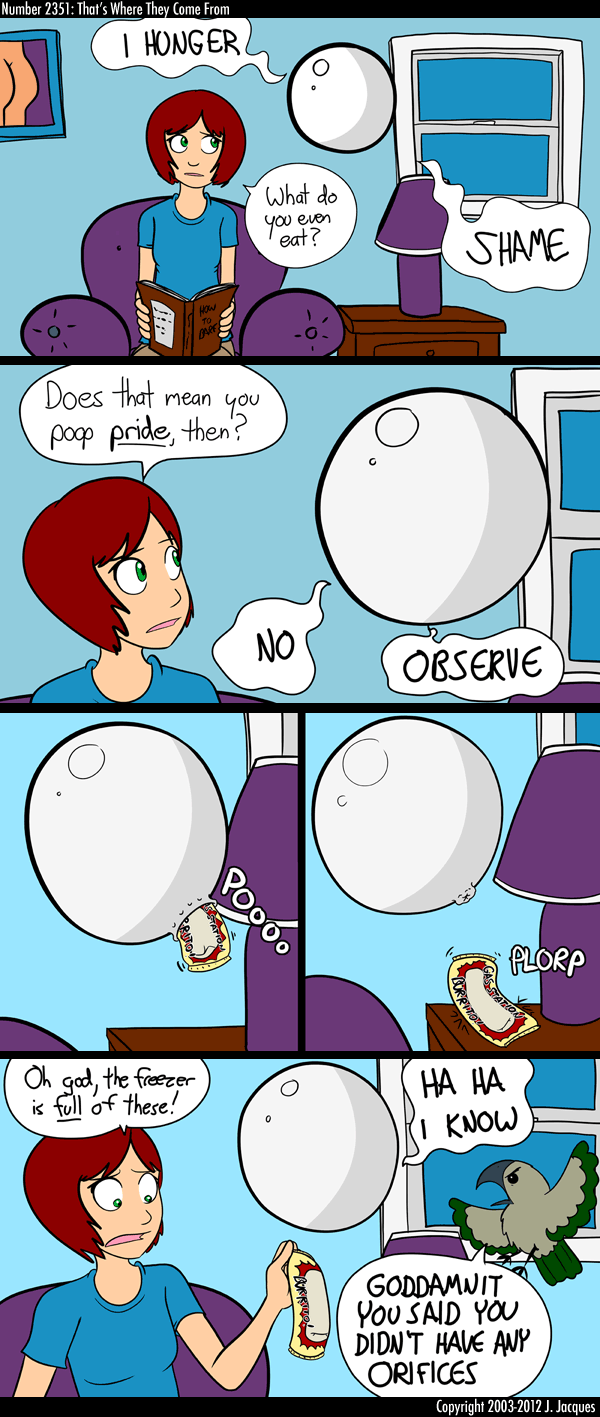 Number 2351: That's Where They Come From
I HUNGER
What do
you even
eat?
SHAME
HOW
TO
BARF
Does that mean you
poop pride, then?
NO
OBSERVE
GAS STATION
BURRITO
POOOO
GAS STATION
BURRITO
PLORP
Oh god, the freezer
is full of these!
HA HA
I KNOW
BURRITO
GODDAMNIT
YOU SAID YOU
DIDN'T HAVE ANY
ORIFICES
Copyright 2003-2012 J. Jacques